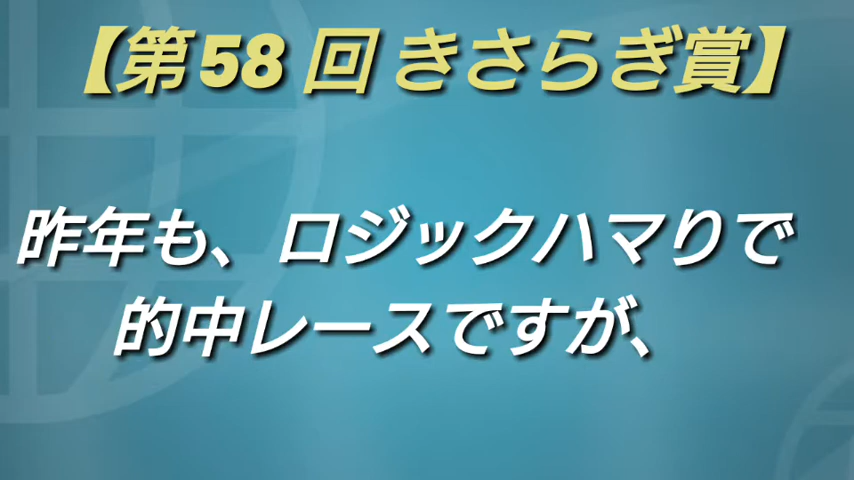 【第58回 きさらぎ賞】
昨年も、ロジックハマりで
的中レースですが、